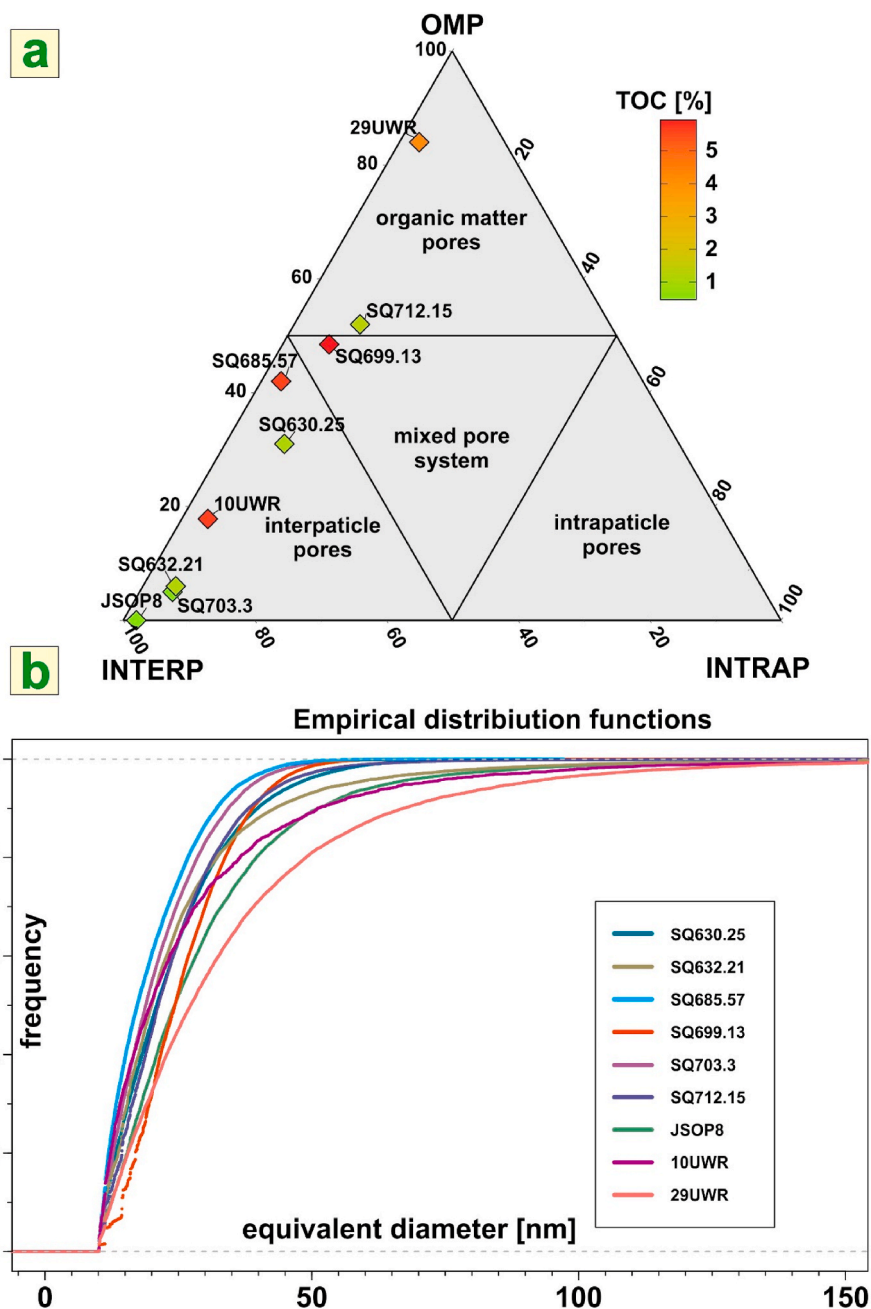 a
OMP
100
TOC [%]
29UWR
80
20
5
4
3
2
1
organic matter
pores
60
40
SQ712.15
SQ699.13
SQ685.57
40
60
SQ630.25
mixed pore
system
20
10UWR
80
interpaticle
pores
intrapaticle
pores
SQ632.21
JSOP8
SQ703.3
100
80
60
40
20
100
INTERP
INTRAP
b
Empirical distribiution functions
frequency
SQ630.25
SQ632.21
SQ685.57
SQ699.13
SQ703.3
SQ712.15
JSOP8
10UWR
29UWR
equivalent diameter [nm]
0
50
100
150